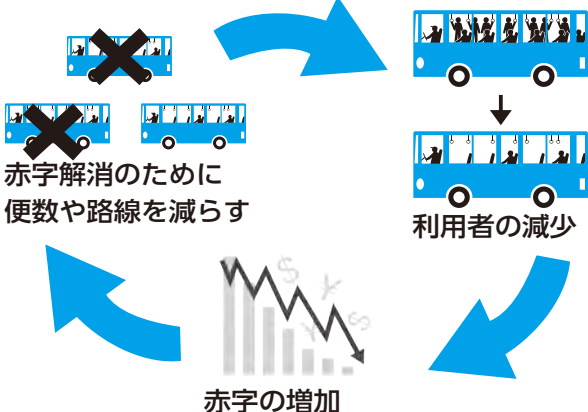 赤字解消のために
便数や路線を減らす
利用者の減少
$
¥
¥
$
赤字の増加